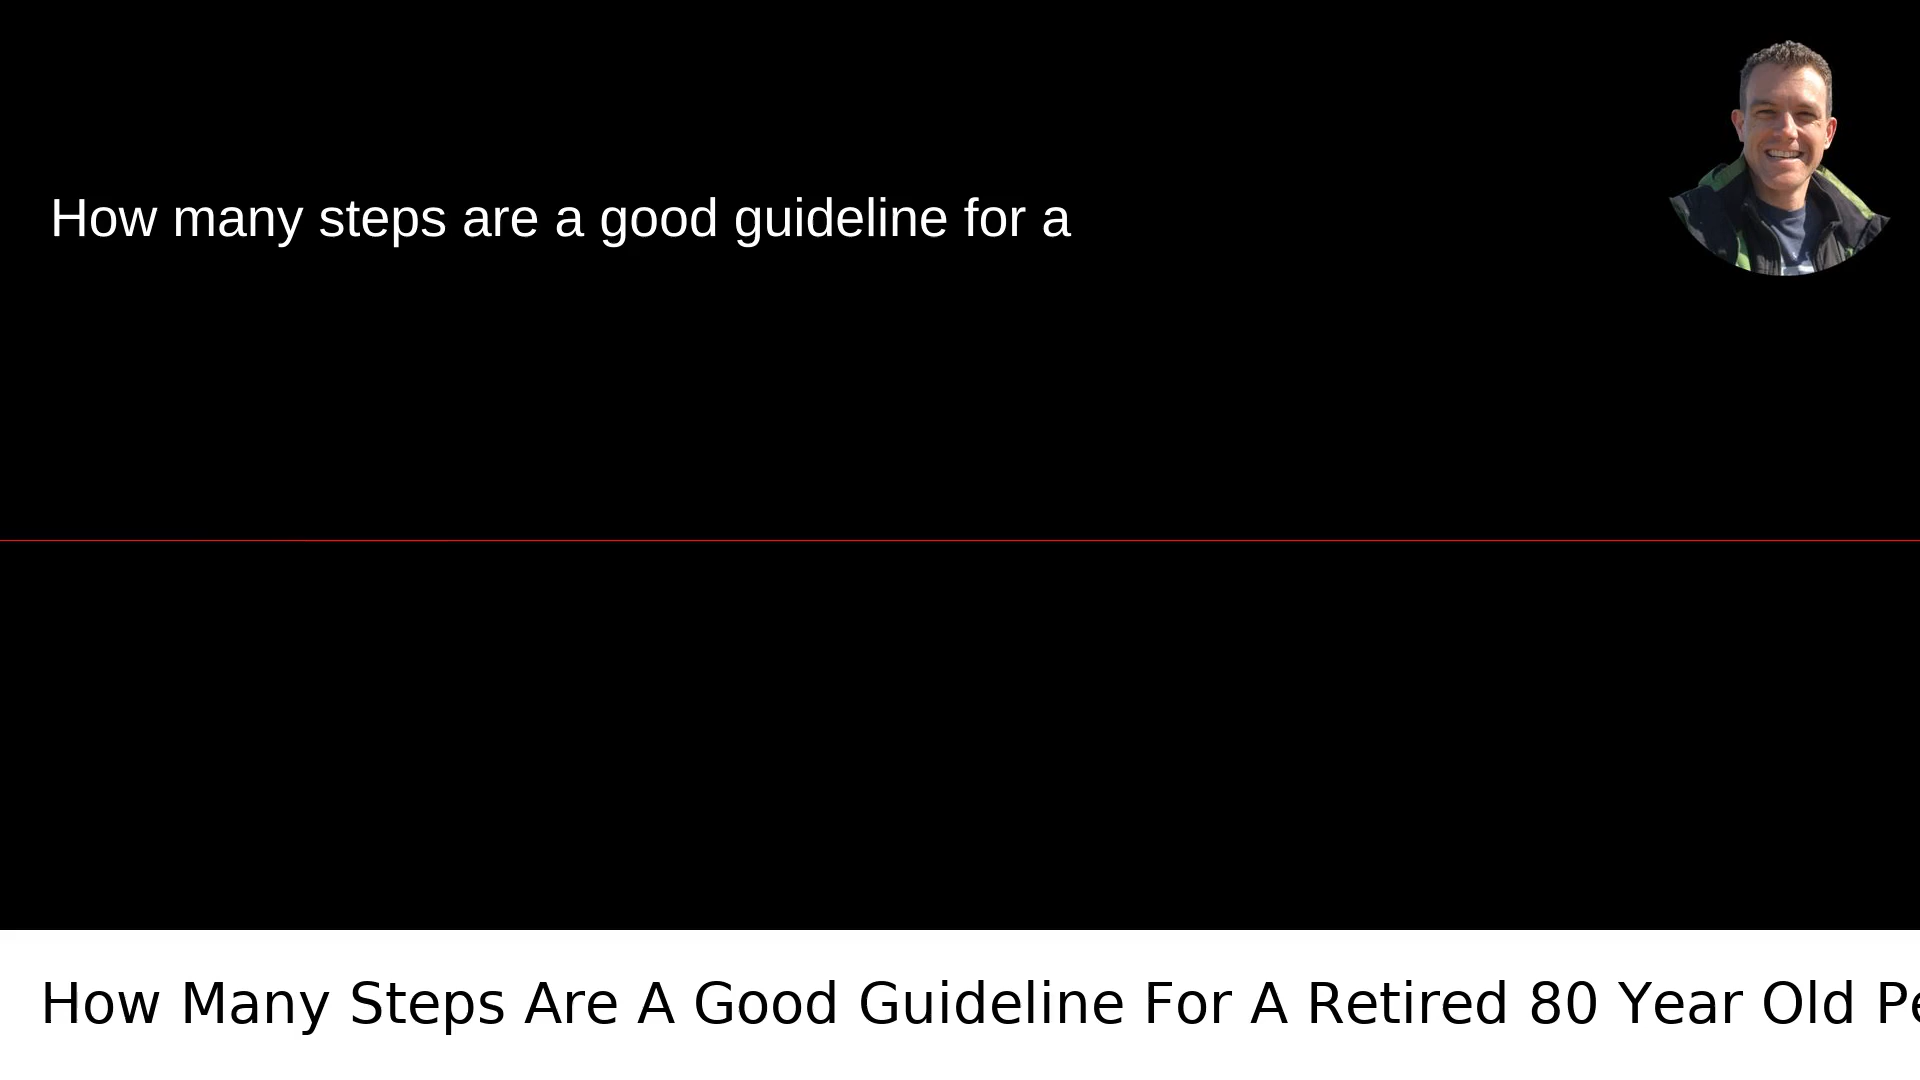 How many steps are a good guideline for a
How Many Steps Are A Good Guideline For A Retired 80 Year Old